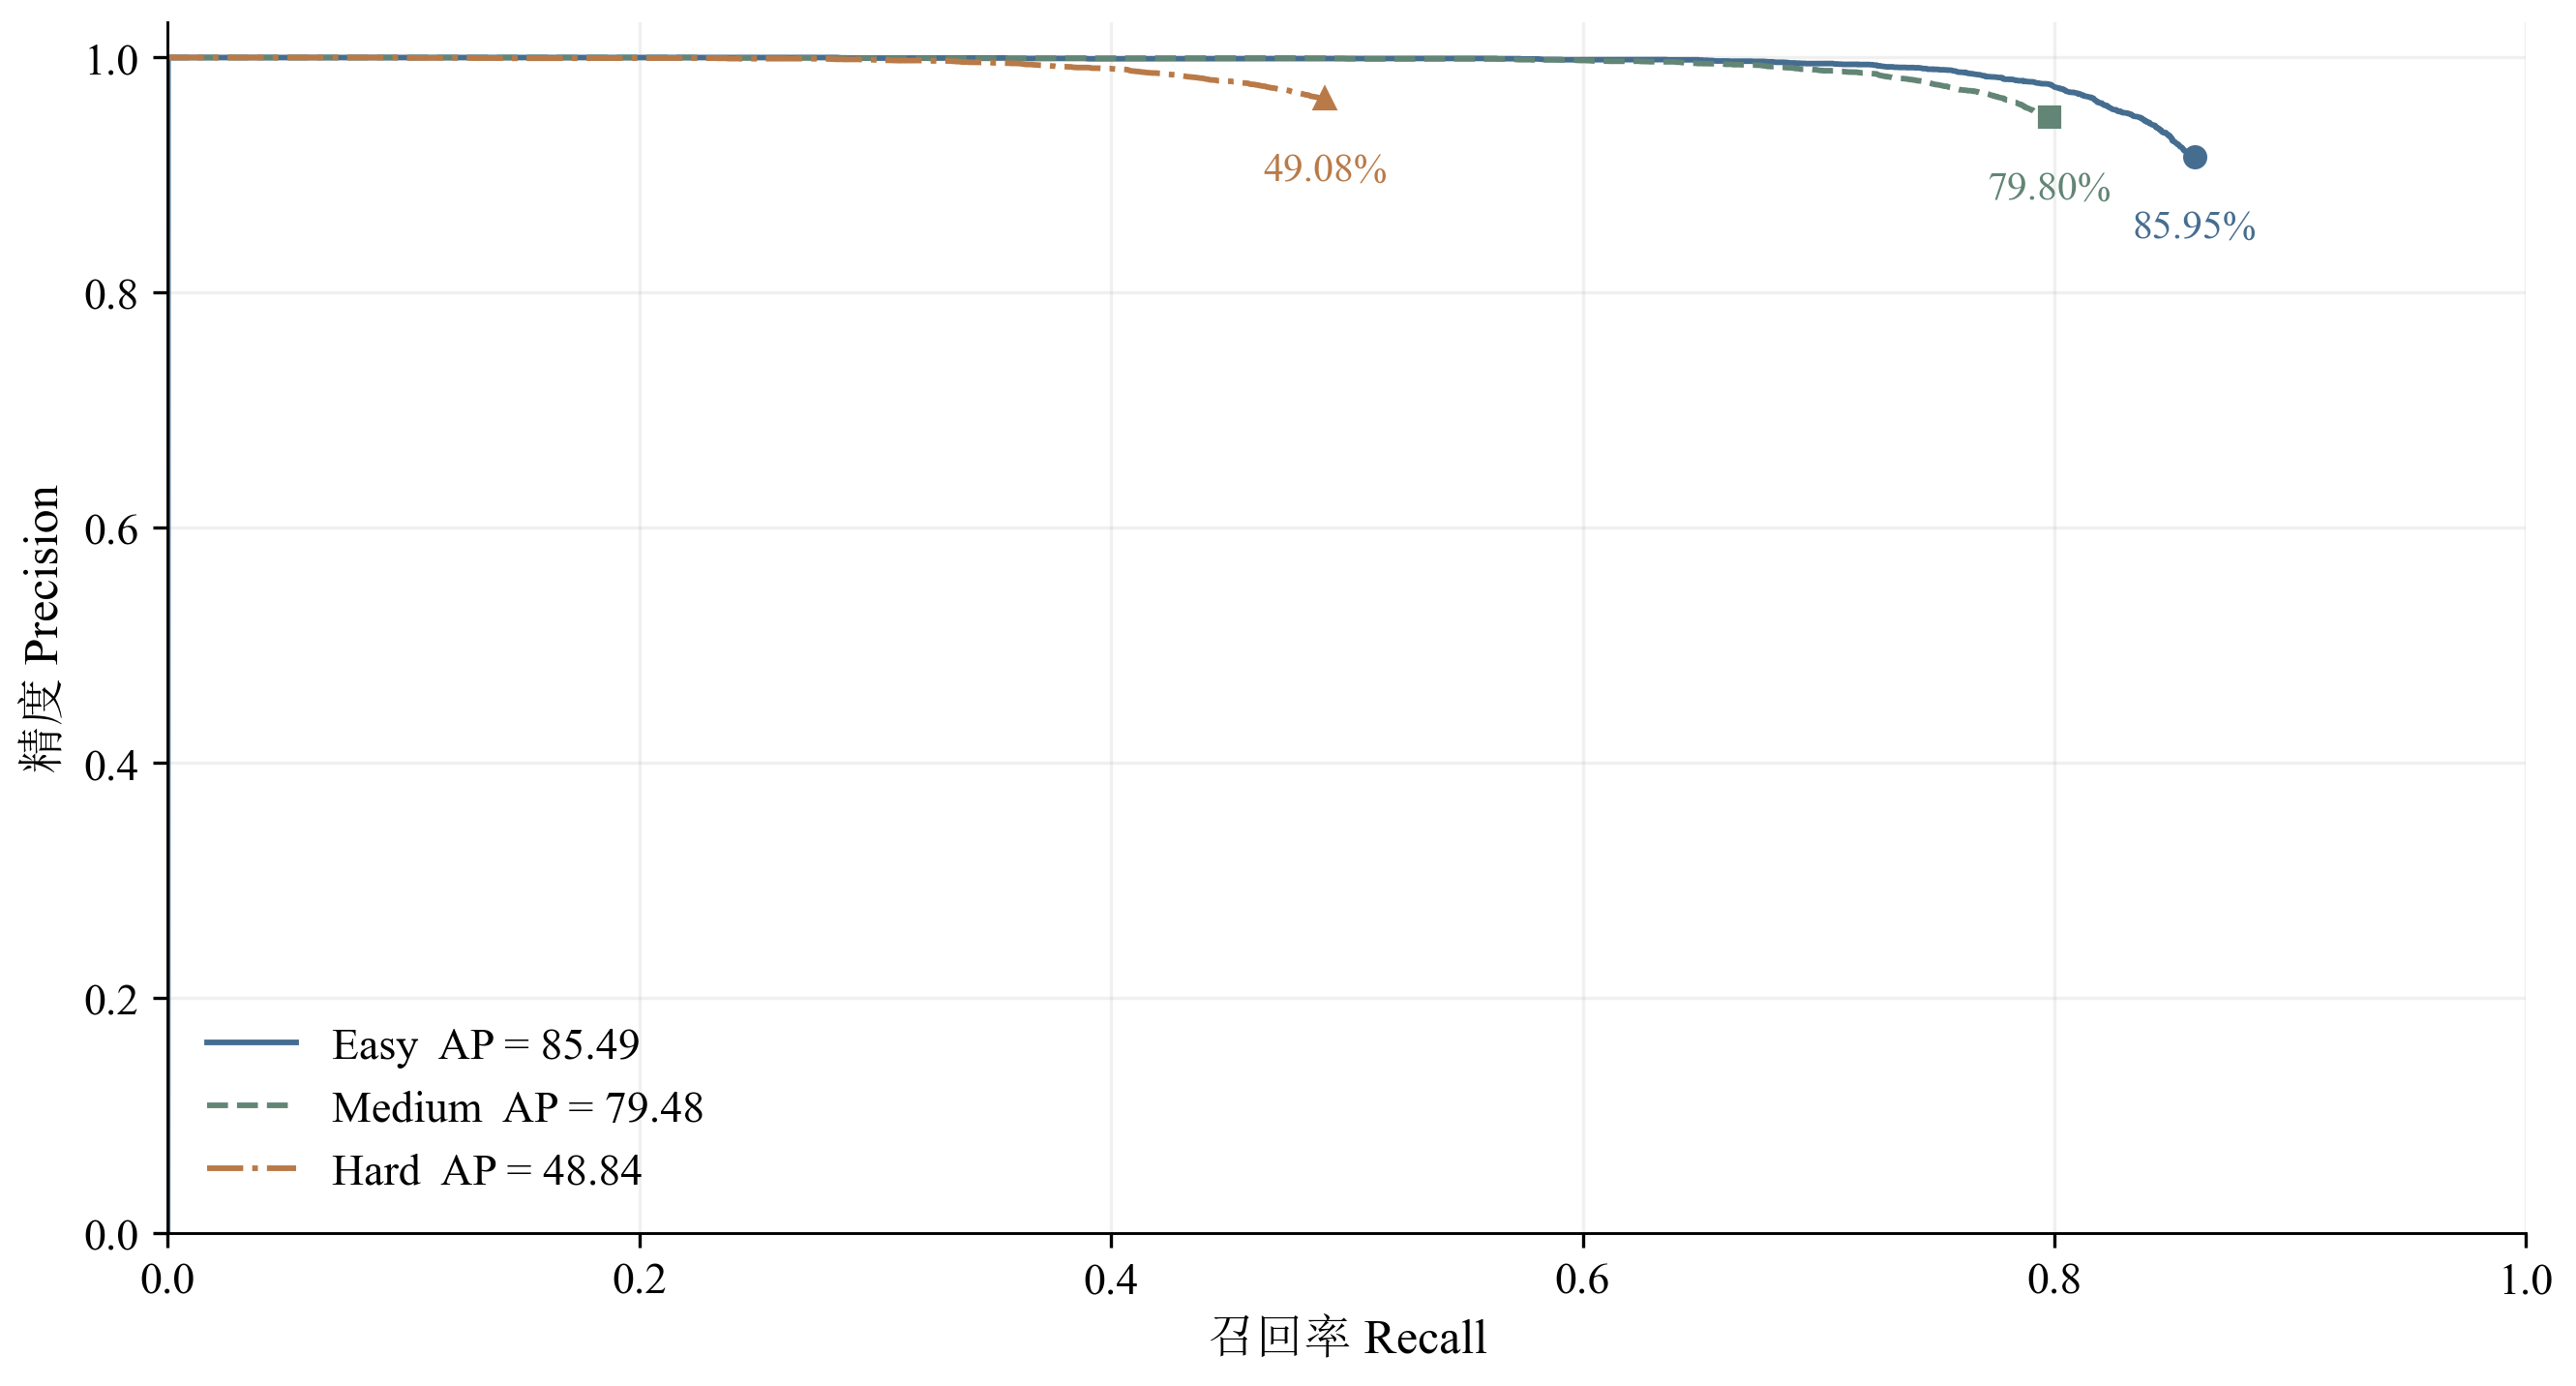 1.0
0.8
0.6
0.4
0.2
0.0
精度 Precision
49.08%
79.80%
85.95%
Easy AP = 85.49
Medium AP = 79.48
Hard AP = 48.84
0.0 0.2 0.4 0.6 0.8 1.0
召回率 Recall